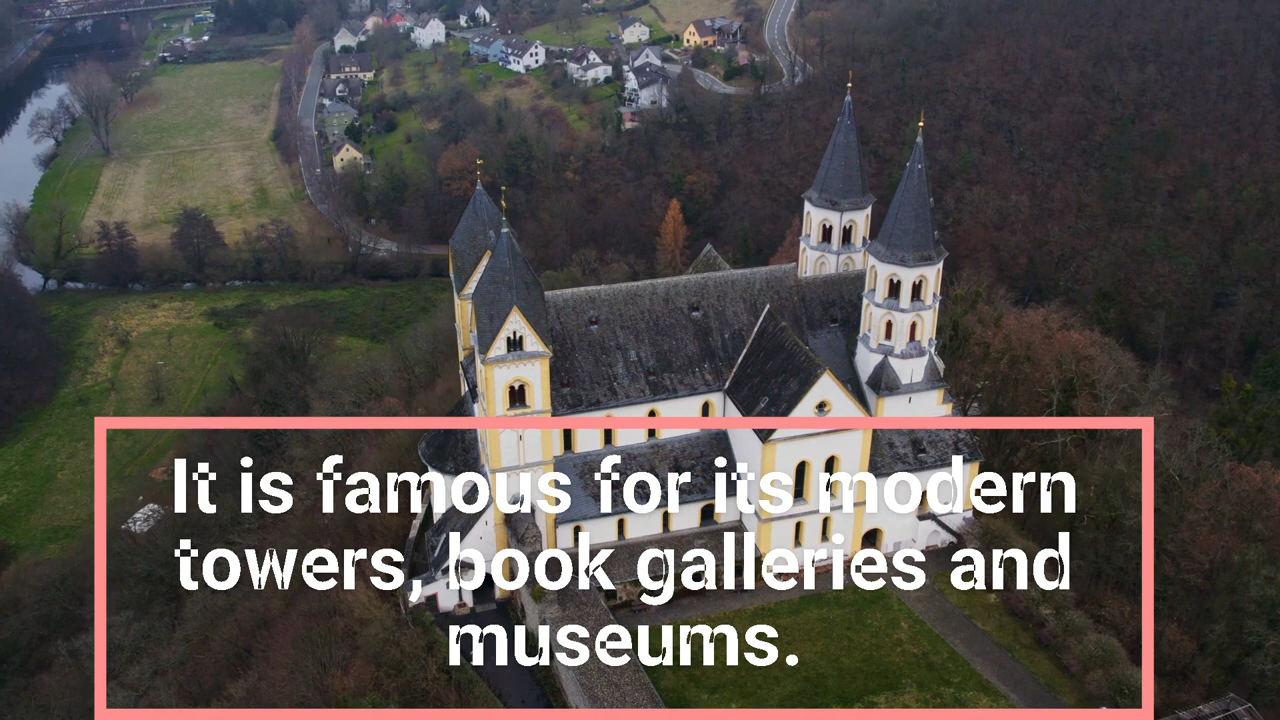 It is famous for its modern
towers, book galleries and
museums.